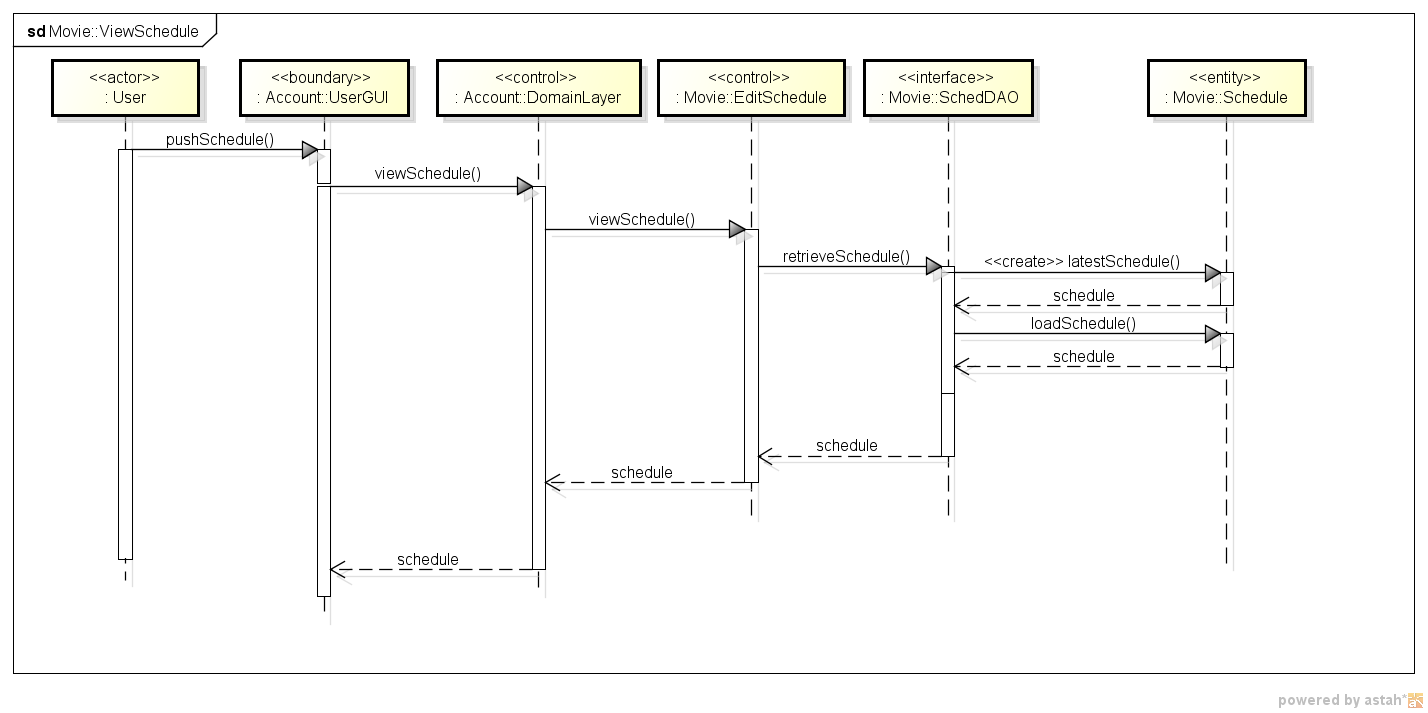 sd Movie::ViewSchedule
<<actor>>
: User
<<boundary>>
: Account::UserGUI
<<control>>
: Account::DomainLayer
<<control>>
: Movie::EditSchedule
<<interface>>
: Movie::SchedDAO
<<entity>>
: Movie::Schedule
pushSchedule()
viewSchedule()
viewSchedule()
retrieveSchedule()
<<create>> latestSchedule()
schedule
loadSchedule()
schedule
schedule
schedule
schedule
powered by astah*